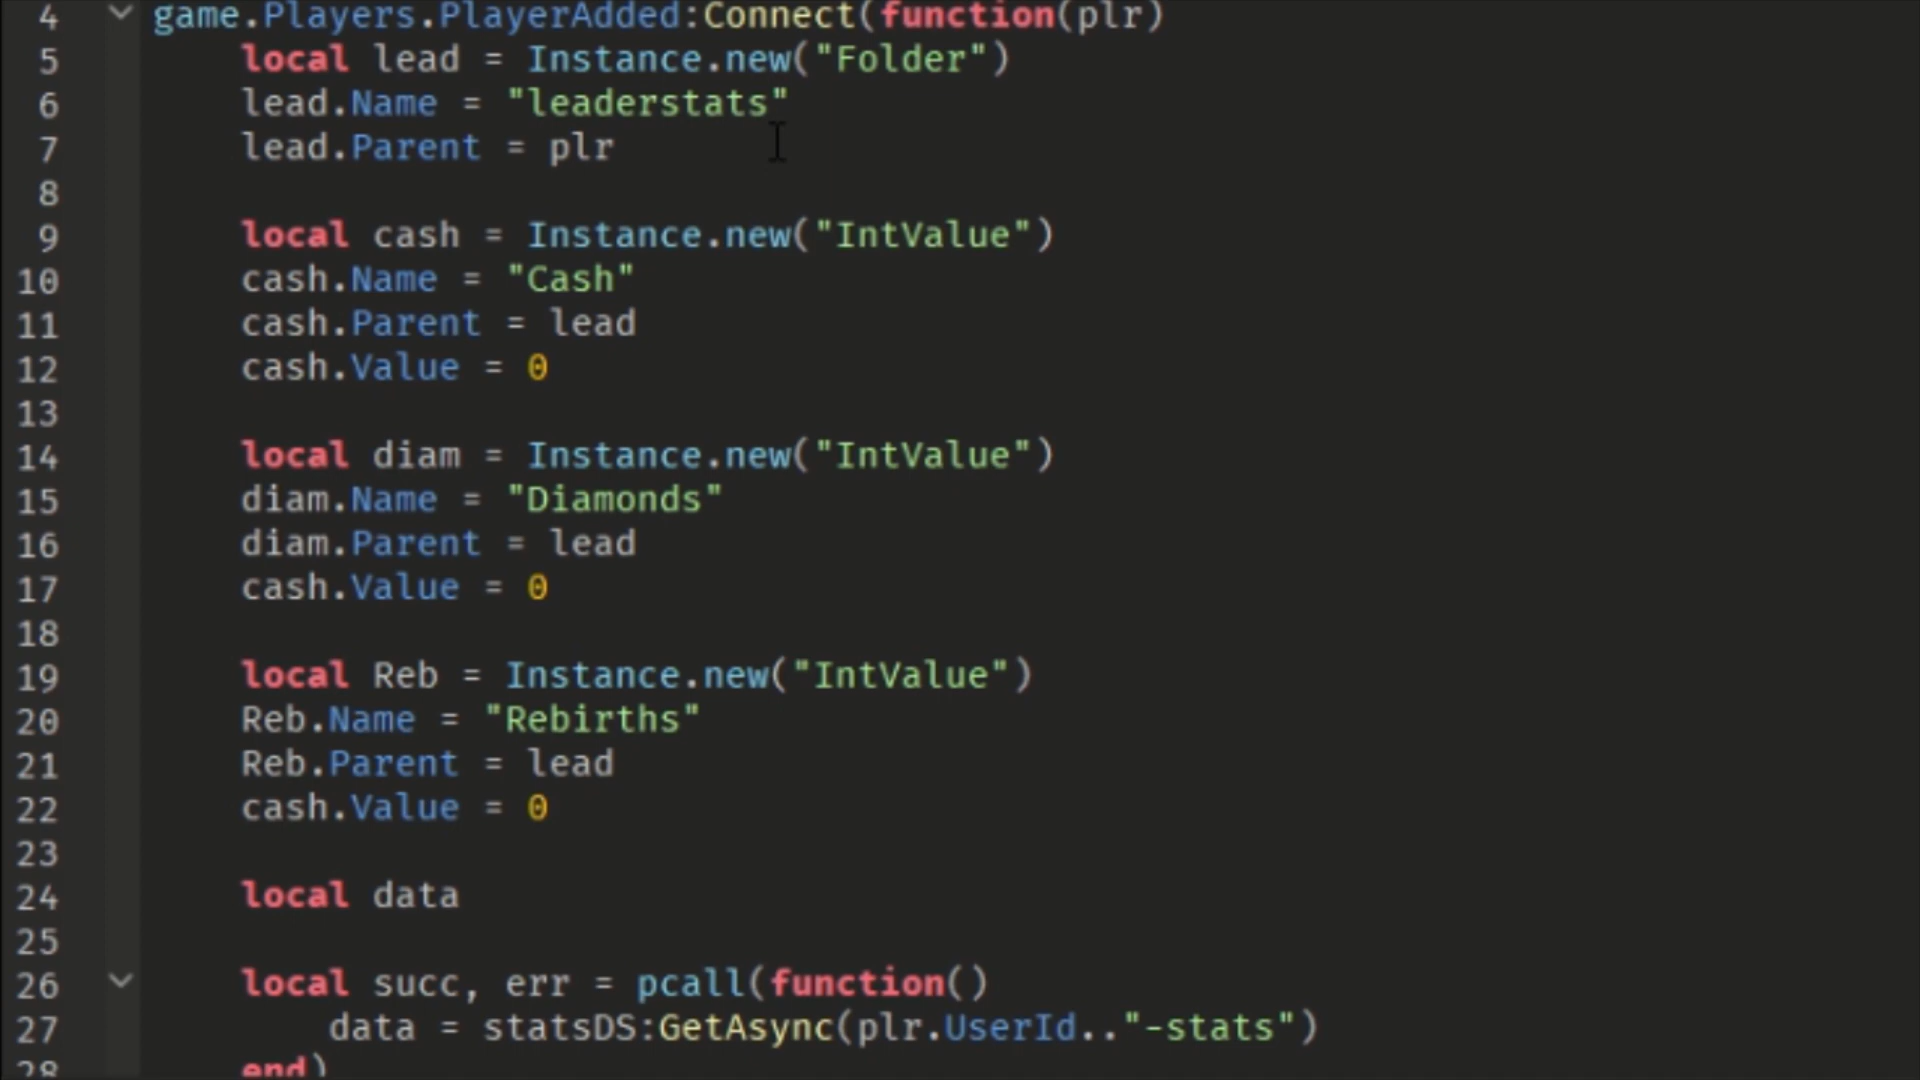 4 game.Players.PlayerAdded:Connect(function(plr)
5 local lead = Instance.new("Folder")
6 lead.Name = "leaderstats"
7 lead.Parent = plr
8
9 local cash = Instance.new("IntValue")
10 cash.Name = "Cash"
11 cash.Parent = lead
12 cash.Value = 0
13
14 local diam = Instance.new("IntValue")
15 diam.Name = "Diamonds"
16 diam.Parent = lead
17 cash.Value = 0
18
19 local Reb = Instance.new("IntValue")
20 Reb.Name = "Rebirths"
21 Reb.Parent = lead
22 cash.Value = 0
23
24 local data
25
26 local succ, err = pcall(function()
27 data = statsDS:GetAsync(plr.UserId.."-stats")
28 end)